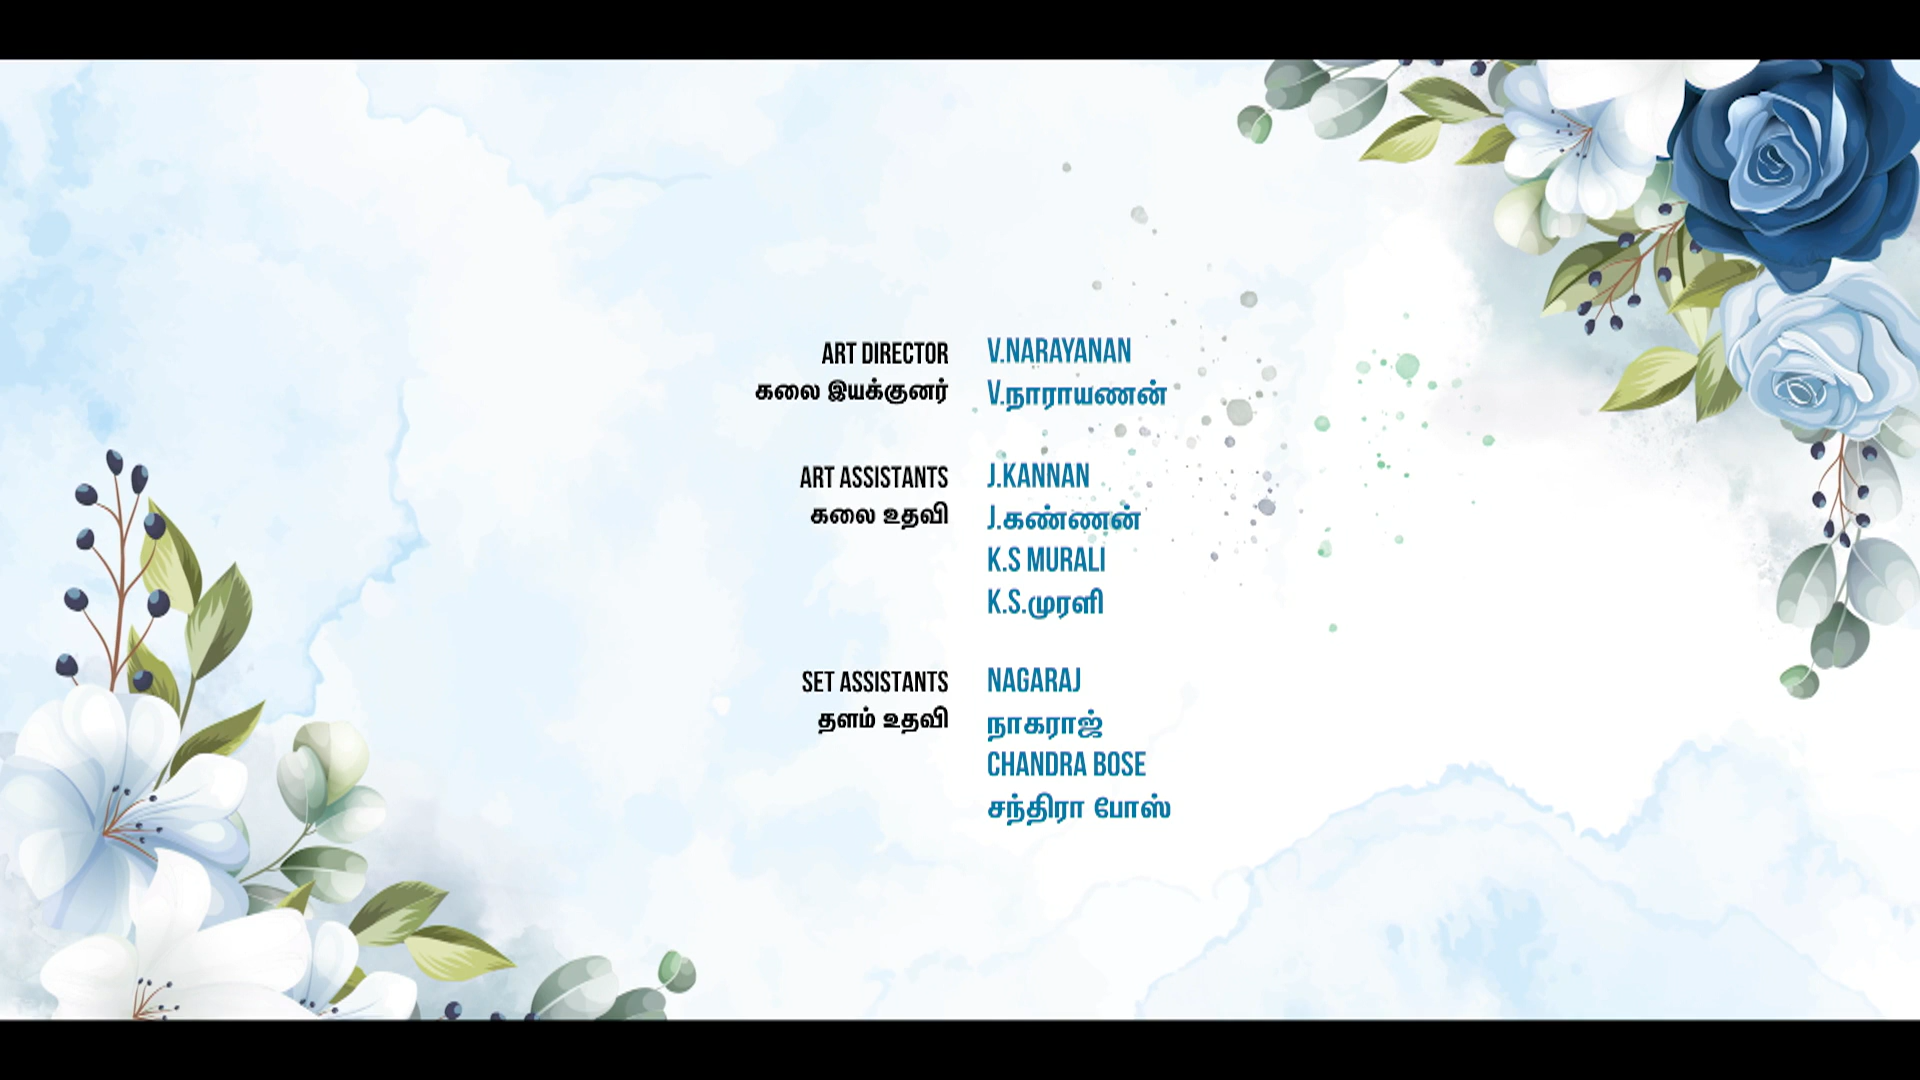 ART DIRECTOR V.NARAYANAN
கலை இயக்குனர் V.நாராயணன்
ART ASSISTANTS J.KANNAN
கலை உதவி J.கண்ணன்
K.S MURALI
K.S.முரளி
SET ASSISTANTS NAGARAJ
தளம் உதவி நாகராஜ்
CHANDRA BOSE
சந்திரா போஸ்